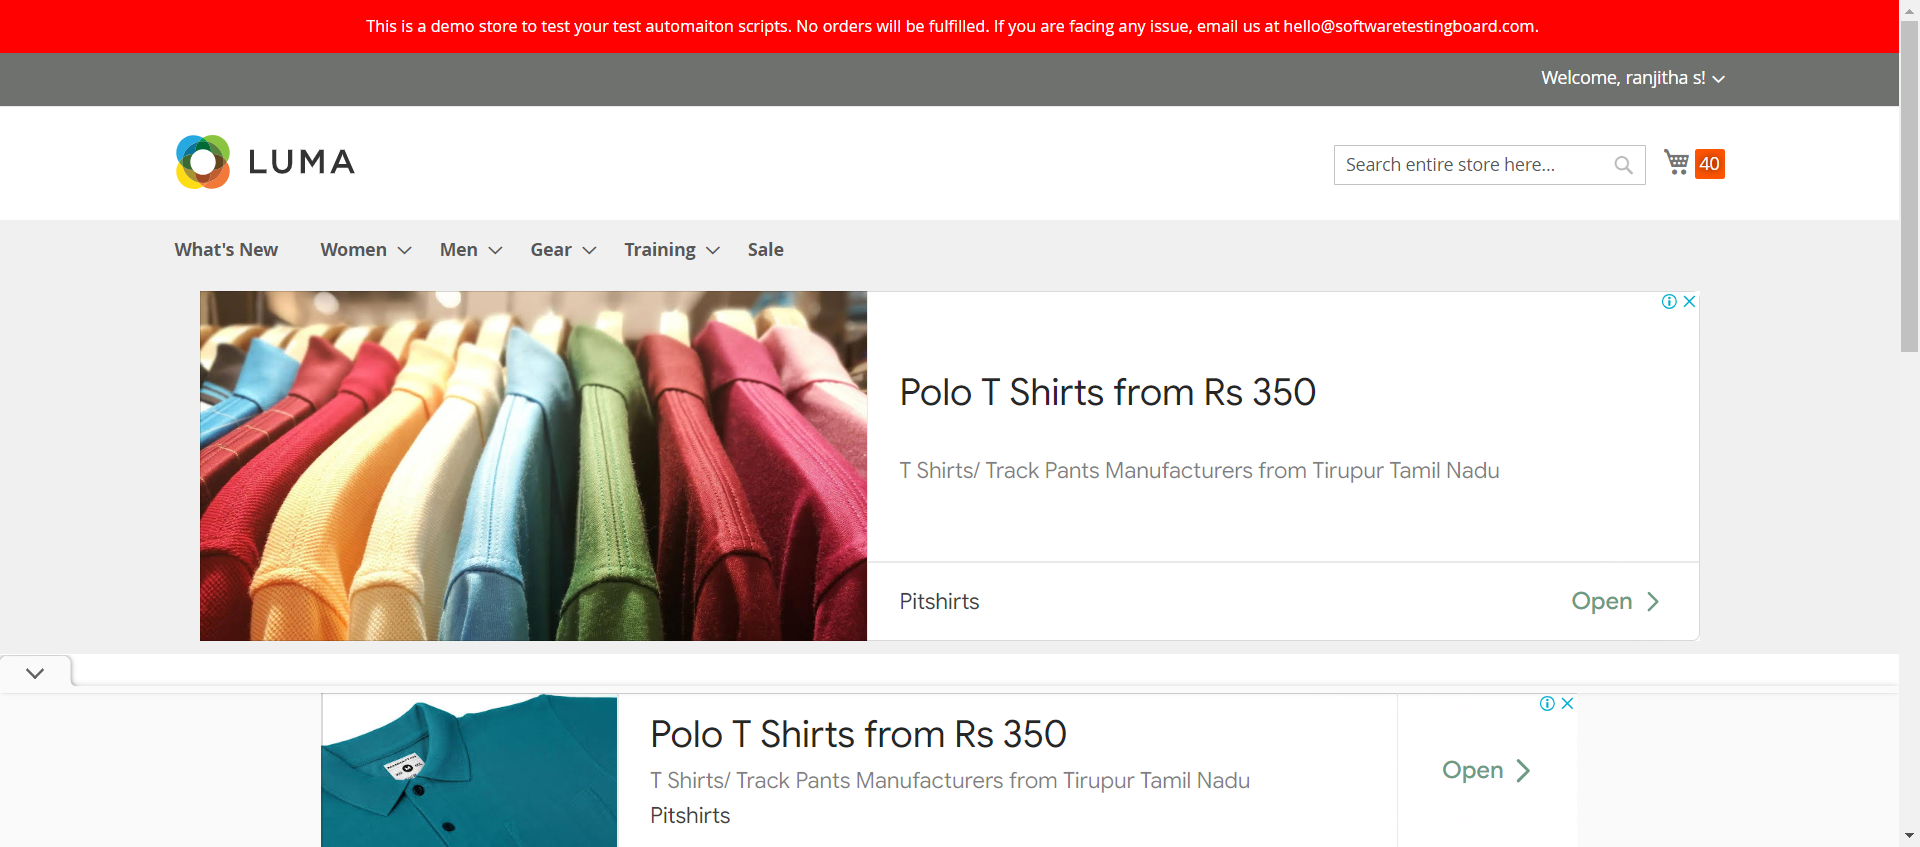 This is a demo store to test your test automaiton scripts. No orders will be fulfilled. If you are facing any issue, email us at hello@softwaretestingboard.com.
Welcome, ranjitha s!
LUMA
Search entire store here...
40
What's New Women Men Gear Training Sale
Polo T Shirts from Rs 350
T Shirts/ Track Pants Manufacturers from Tirupur Tamil Nadu
Pitshirts
Open
Polo T Shirts from Rs 350
T Shirts/ Track Pants Manufacturers from Tirupur Tamil Nadu
Pitshirts
Open